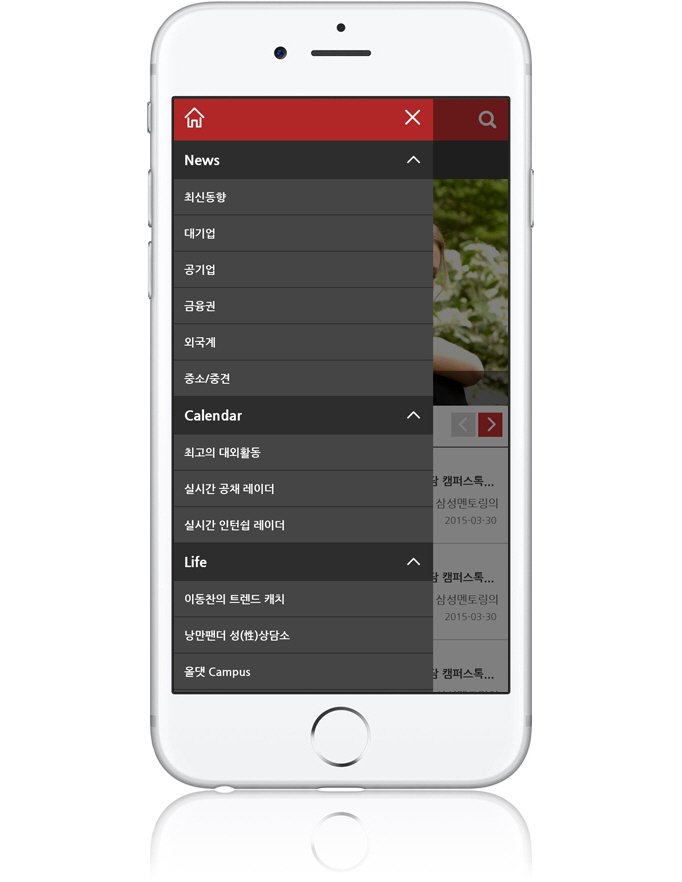 News
최신동향
대기업
공기업
금융권
외국계
중소/중견
Calendar
최고의 대외활동
실시간 공채 레이더
실시간 인턴쉽 레이더
Life
이동찬의 트렌드 캐치
낭만팬더 성(性)상담소
올댓 Campus
캠퍼스톡...
삼성멘토링의
2015-03-30
캠퍼스톡...
삼성멘토링의
2015-03-30
캠퍼스톡...